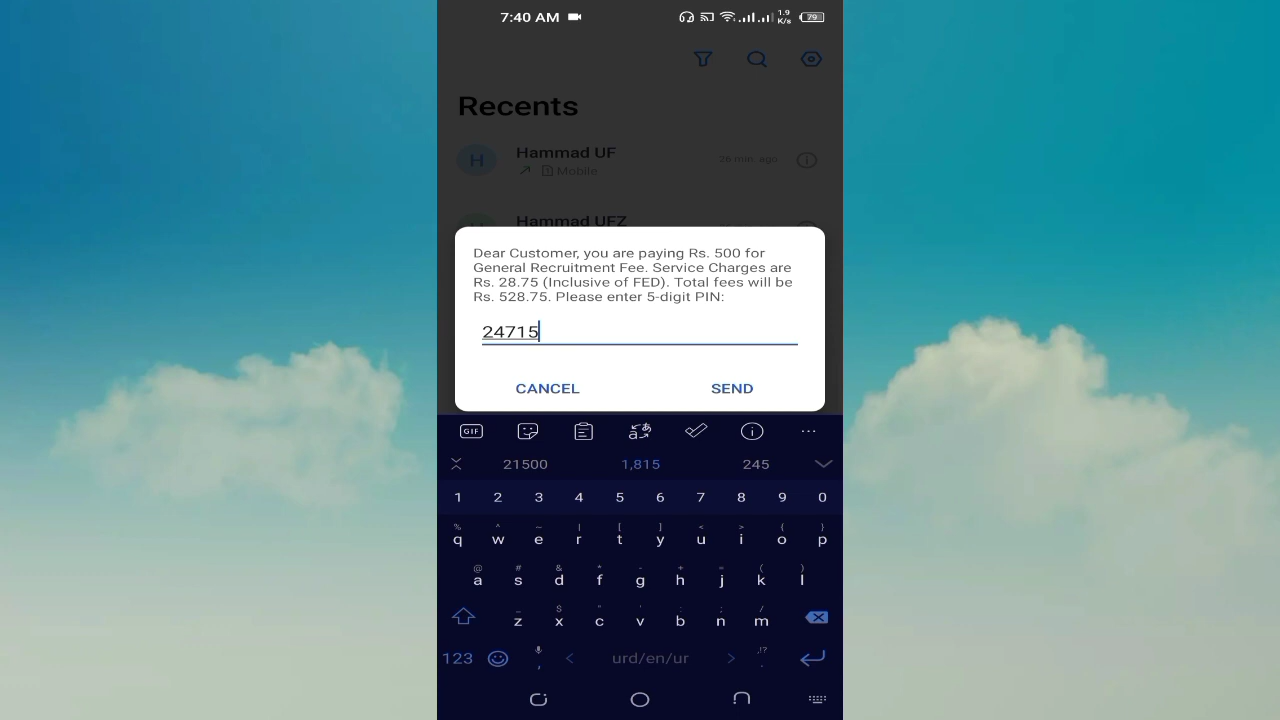 7:40 AM
1.9
K/s
79
Recents
H
Hammad UF
26 min. ago
Mobile
Hammad UFZ
Dear Customer, you are paying Rs. 500 for
General Recruitment Fee. Service Charges are
Rs. 28.75 (Inclusive of FED). Total fees will be
Rs. 528.75. Please enter 5-digit PIN:
24715
CANCEL SEND
GIF
21500 1,815 245
1 2 3 4 5 6 7 8 9 0
% ^ ~ | [ ] < > { }
q w e r t y u i o p
@ # & * - + = ( )
a s d f g h j k l
_ $ " ' : ; /
z x c v b n m
123 , < urd/en/ur > ,!? .